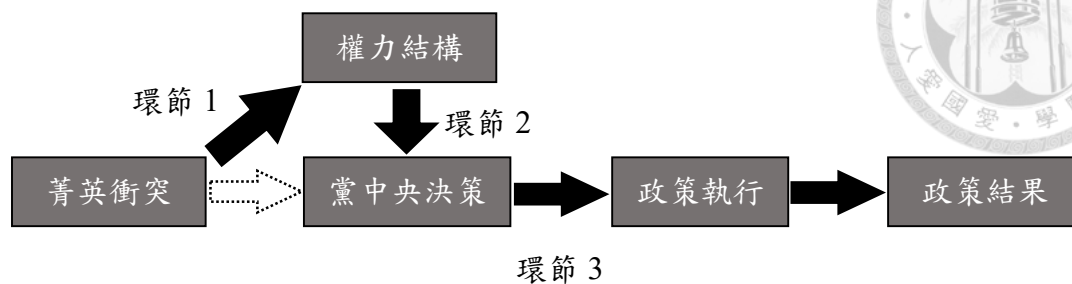 權力結構
環節 1
環節 2
菁英衝突
黨中央決策
政策執行
政策結果
環節 3